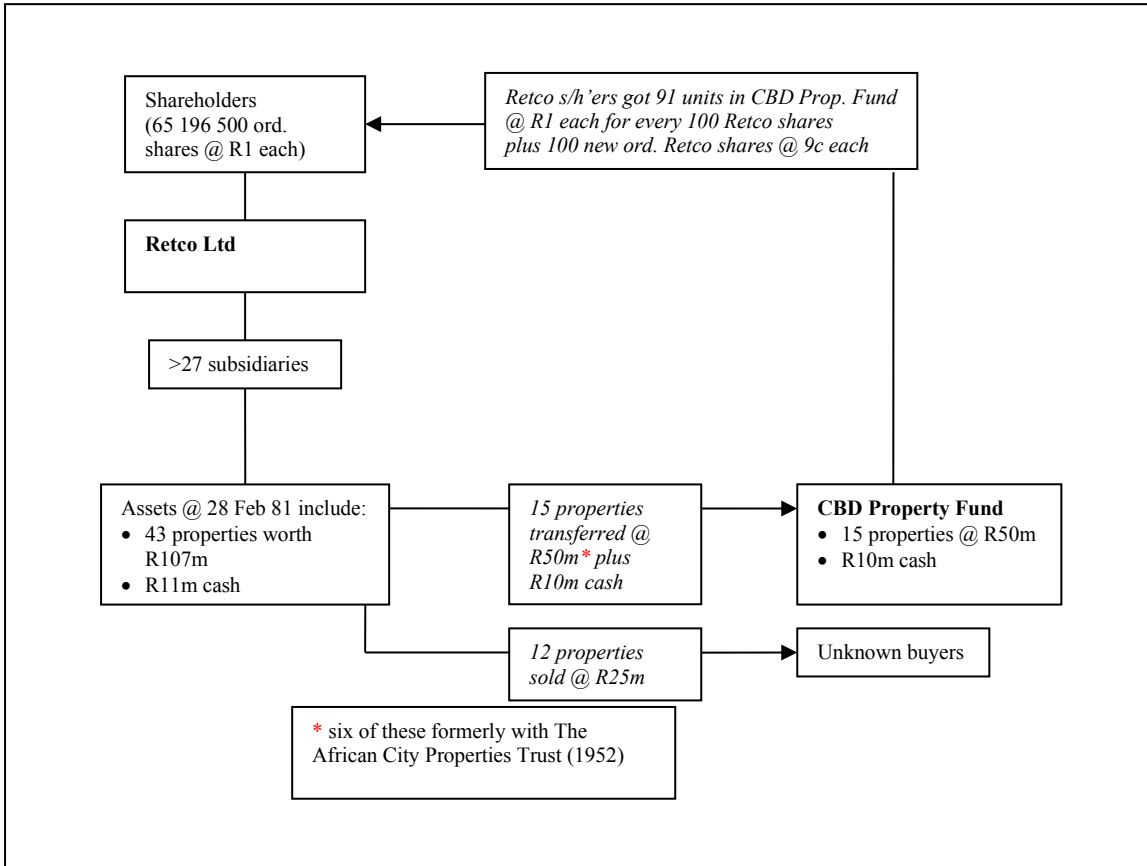 Shareholders
(65 196 500 ord.
shares @ R1 each)
Retco s/h’ers got 91 units in CBD Prop. Fund
@ R1 each for every 100 Retco shares
plus 100 new ord. Retco shares @ 9c each
Retco Ltd
>27 subsidiaries
Assets @ 28 Feb 81 include:
• 43 properties worth
R107m
• R11m cash
15 properties
transferred @
R50m* plus
R10m cash
CBD Property Fund
• 15 properties @ R50m
• R10m cash
12 properties
sold @ R25m
Unknown buyers
* six of these formerly with The
African City Properties Trust (1952)